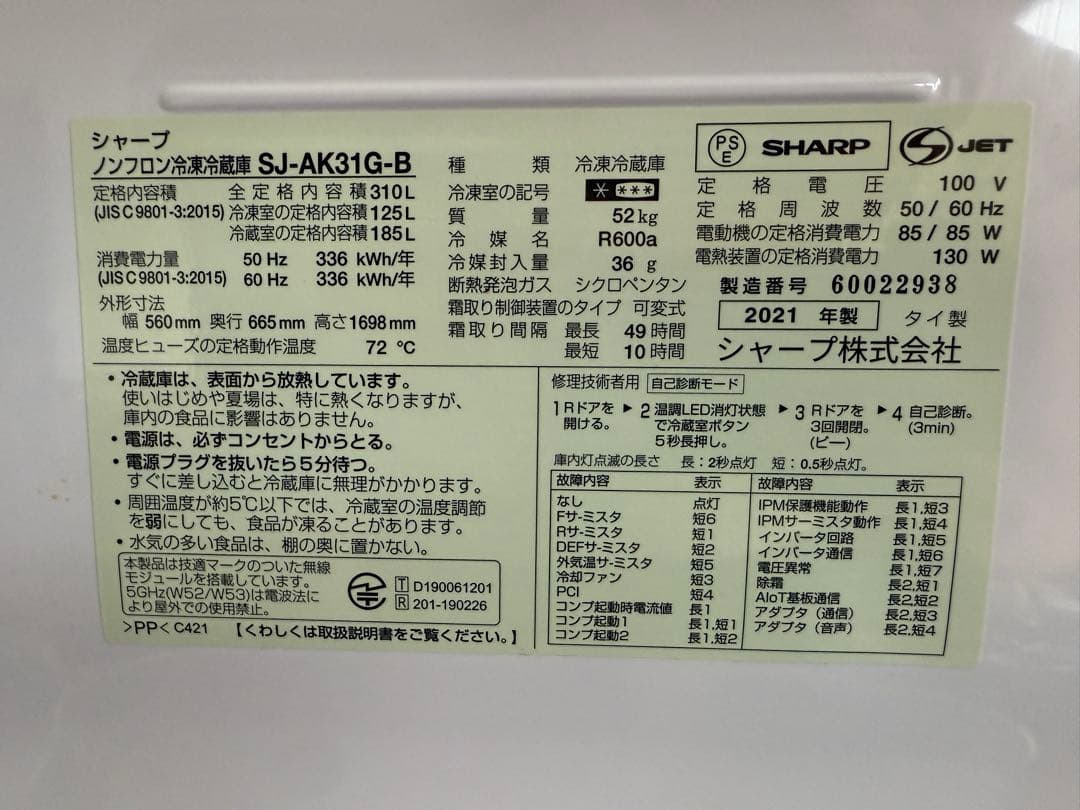 シャープ
ノンフロン冷凍冷蔵庫 SJ-AK31G-B
定格内容積 全定格内容積 310L
(JIS C 9801-3:2015) 冷凍室の定格内容積 125L
冷蔵室の定格内容積 185L
消費電力量 50 Hz 336 kWh/年
(JIS C 9801-3:2015) 60 Hz 336 kWh/年
外形寸法
幅 560mm 奥行 665mm 高さ 1698mm
温度ヒューズの定格動作温度 72 ℃
種類 冷凍冷蔵庫
冷凍室の記号 * ***
質量 52kg
冷媒名 R600a
冷媒封入量 36 g
断熱発泡ガス シクロペンタン
霜取り制御装置のタイプ 可変式
霜取り間隔 最長 49 時間
最短 10 時間
PS E SHARP S JET
定格電圧 100 V
定格周波数 50 / 60 Hz
電動機の定格消費電力 85 / 85 W
電熱装置の定格消費電力 130 W
製造番号 60022938
2021 年製 タイ製
シャープ株式会社
・冷蔵庫は、表面から放熱しています。
使いはじめや夏場は、特に熱くなりますが、
庫内の食品に影響はありません。
・電源は、必ずコンセントからとる。
・電源プラグを抜いたら5分待つ。
すぐに差し込むと冷蔵庫に無理がかかります。
・周囲温度が約5℃以下では、冷蔵室の温度調節
を弱にしても、食品が凍ることがあります。
・水気の多い食品は、棚の奥に置かない。
本製品は技適マークのついた無線
モジュールを搭載しています。
5GHz(W52/W53)は電波法に
より屋外での使用禁止。
T D190061201
R 201-190226
>PP< C421 【くわしくは取扱説明書をご覧ください。】
修理技術者用 自己診断モード
1 Rドアを開ける。 ▶ 2 温調LED消灯状態で冷蔵室ボタン5秒長押し。 ▶ 3 Rドアを3回開閉。(ピー) ▶ 4 自己診断。(3min)
庫内灯点滅の長さ 長：2秒点灯 短：0.5秒点灯。
故障内容 表示 故障内容 表示
なし 点灯 IPM保護機能動作 長1,短3
Fサ-ミスタ 短6 IPMサーミスタ動作 長1,短4
Rサ-ミスタ 短1 インバータ回路 長1,短5
DEFサ-ミスタ 短2 インバータ通信 長1,短6
外気温サ-ミスタ 短5 電圧異常 長1,短7
冷却ファン 短3 除霜 長2,短1
PCI 短4 AIoT基板通信 長2,短2
コンプ起動時電流値 長1 アダプタ（通信） 長2,短3
コンプ起動1 長1,短1 アダプタ（音声） 長2,短4
コンプ起動2 長1,短2